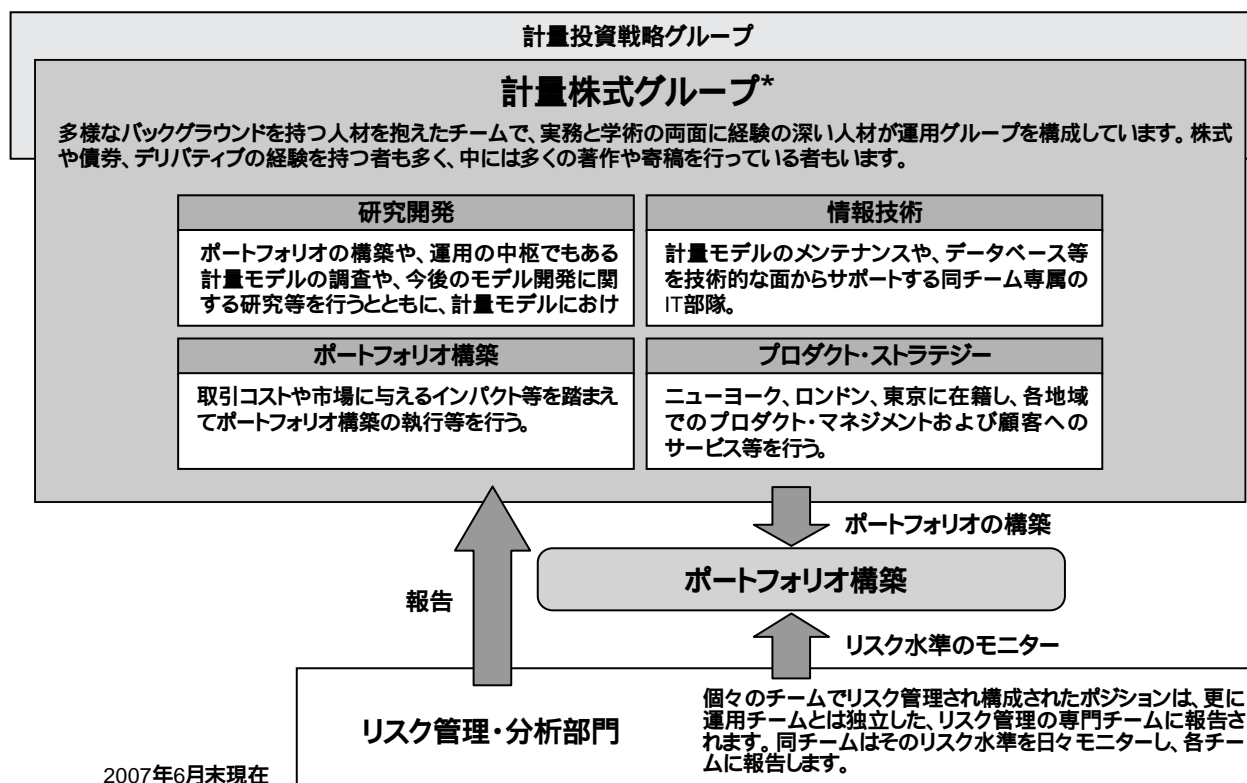 計量投資戦略グループ
計量株式グループ*
多様なバックグラウンドを持つ人材を抱えたチームで、実務と学術の両面に経験の深い人材が運用グループを構成しています。株式
や債券、デリバティブの経験を持つ者も多く、中には多くの著作や寄稿を行っている者もいます。
研究開発
ポートフォリオの構築や、運用の中枢でもある
計量モデルの調査や、今後のモデル開発に関
する研究等を行うとともに、計量モデルにおけ
情報技術
計量モデルのメンテナンスや、データベース等
を技術的な面からサポートする同チーム専属の
IT部隊。
ポートフォリオ構築
取引コストや市場に与えるインパクト等を踏まえ
てポートフォリオ構築の執行等を行う。
プロダクト・ストラテジー
ニューヨーク、ロンドン、東京に在籍し、各地域
でのプロダクト・マネジメントおよび顧客への
サービス等を行う。
ポートフォリオの構築
ポートフォリオ構築
報告
リスク水準のモニター
リスク管理・分析部門
個々のチームでリスク管理され構成されたポジションは、更に
運用チームとは独立した、リスク管理の専門チームに報告さ
れます。同チームはそのリスク水準を日々モニターし、各チー
ムに報告します。
2007年6月末現在